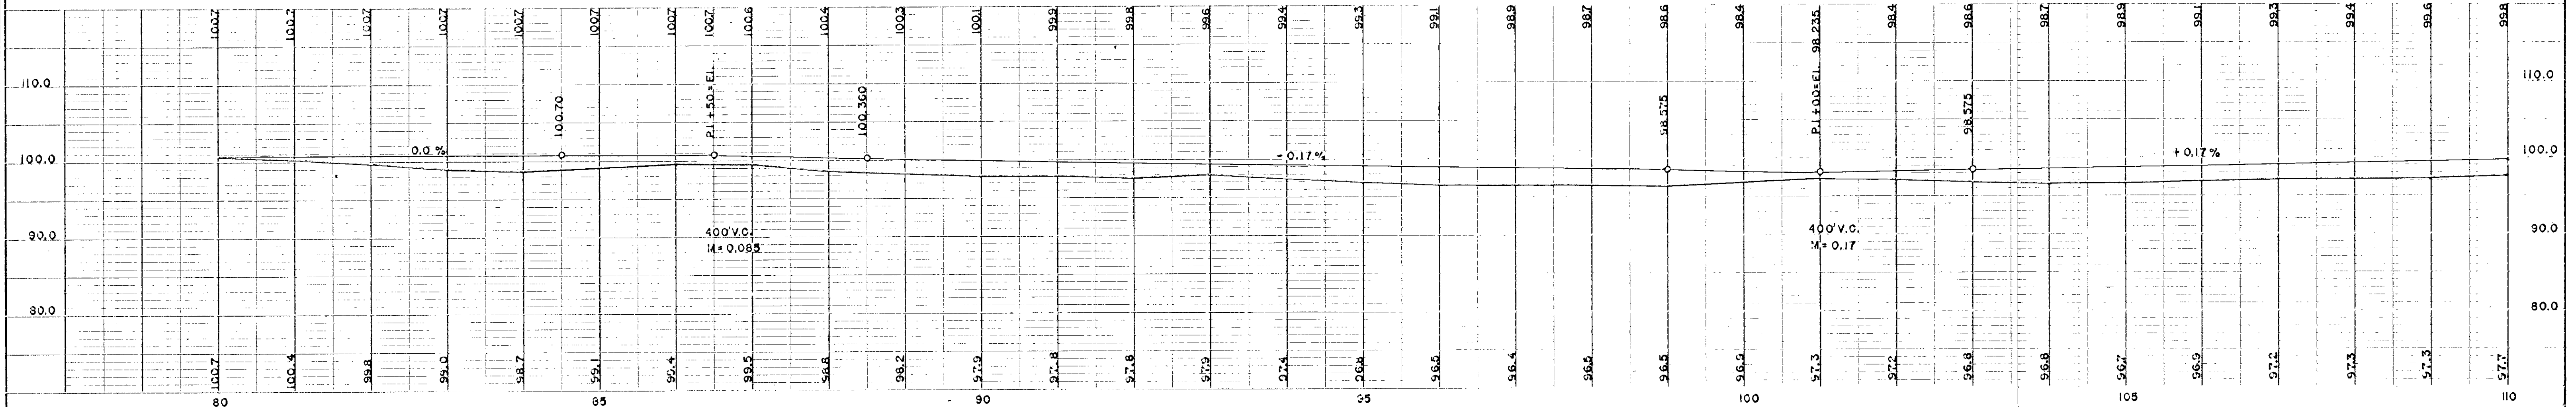 100.7 100.7 100.7 100.7 100.7 100.7 100.7 100.7 100.6 100.4 100.3 100.1 99.9 99.8 99.6 99.4 99.3 99.1 98.9 98.7 98.6 98.4 98.235 98.4 98.6 98.7 98.9 99.1 99.3 99.4 99.6 99.8
110.0 110.0
100.70 P.I+50=El. 100.360 98.575 P.I+00=El. 98.575
100.0 0.0% -0.17% +0.17% 100.0
90.0 400'V.C. 400'V.C. 90.0
M=0.085 M=0.17
80.0 80.0
100.7 100.4 99.8 99.0 98.7 99.1 99.4 99.5 98.8 98.2 97.9 97.8 97.8 97.9 97.4 96.8 96.5 96.4 96.5 96.5 96.9 97.3 97.2 96.8 96.8 96.7 96.9 97.2 97.3 97.3 97.7
80 85 90 95 100 105 110